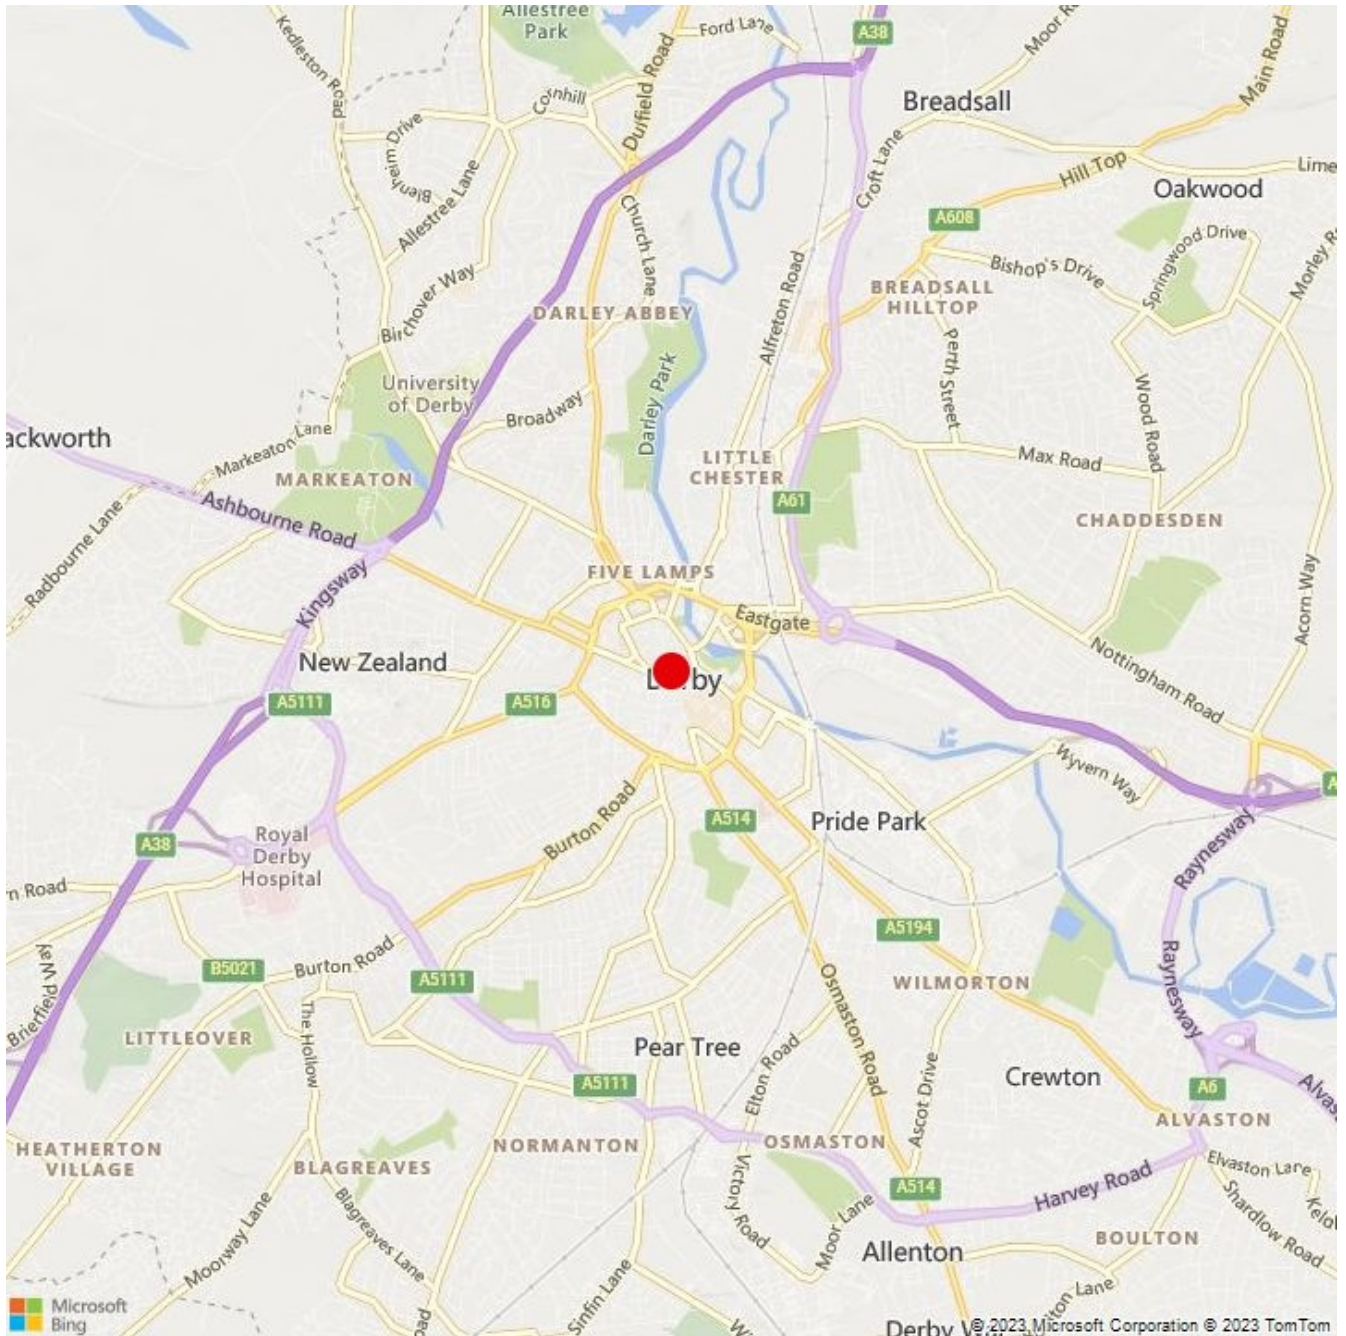 Allestree
Park
Ford Lane
A38
Moor R
Main Road
Kedleston Road
Cornhill
Duffield Road
Breadsall
Blenheim Drive
Allestree Lane
Croft Lane
Hill Top
Lime
Oakwood
Church Lane
A608
Springwood Drive
Morley R
Birchover Way
Alfreton Road
Bishop's Drive
BREADSALL
HILLTOP
DARLEY ABBEY
Perth Street
University
of Derby
Broadway
Darley Park
Wood Road
ackworth
Markeaton Lane
MARKEATON
LITTLE
CHESTER
Max Road
A61
Ashbourne Road
CHADDESDEN
Radbourne Lane
Kingsway
FIVE LAMPS
Eastgate
Acorn Way
Nottingham Road
New Zealand
A5111
A516
Wyvern Way
A
Burton Road
A514
Pride Park
A38
Royal
Derby
Hospital
Raynesway
n Road
A5194
B5021
Burton Road
A5111
WILMORTON
Raynesway
Brierfield Way
LITTLEOVER
The Hollow
Osmaston Road
Pear Tree
Elton Road
Ascot Drive
Crewton
A5111
A6
Alvas
ALVASTON
HEATHERTON
VILLAGE
BLAGREAVES
NORMANTON
OSMASTON
Victory Road
Elvaston Lane
A514
Harvey Road
Blagreaves Lane
Moorway Lane
Moor Lane
Shardlow Road
Allenton
BOULTON
Sinfin Lane
oad
ton Lane
Microsoft
Bing
© 2023 Microsoft Corporation © 2023 TomTom